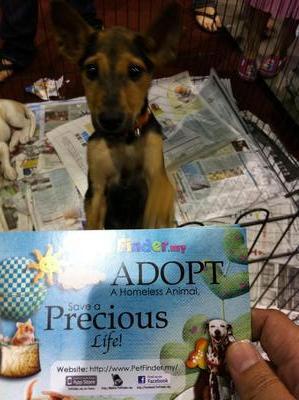 Finder.my
ADOPT
A Homeless Animal,
Save a
Precious
Life!
Website: http://www.PetFinder.my/
App Store
Facebook